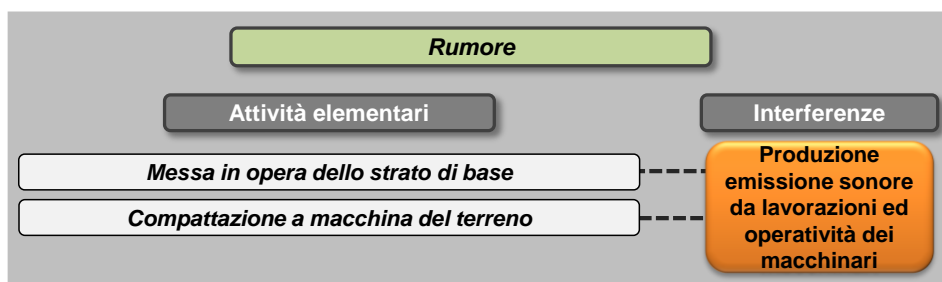 Rumore
Attività elementari
Interferenze
Messa in opera dello strato di base
Compattazione a macchina del terreno
Produzione
emissione sonore
da lavorazioni ed
operatività dei
macchinari